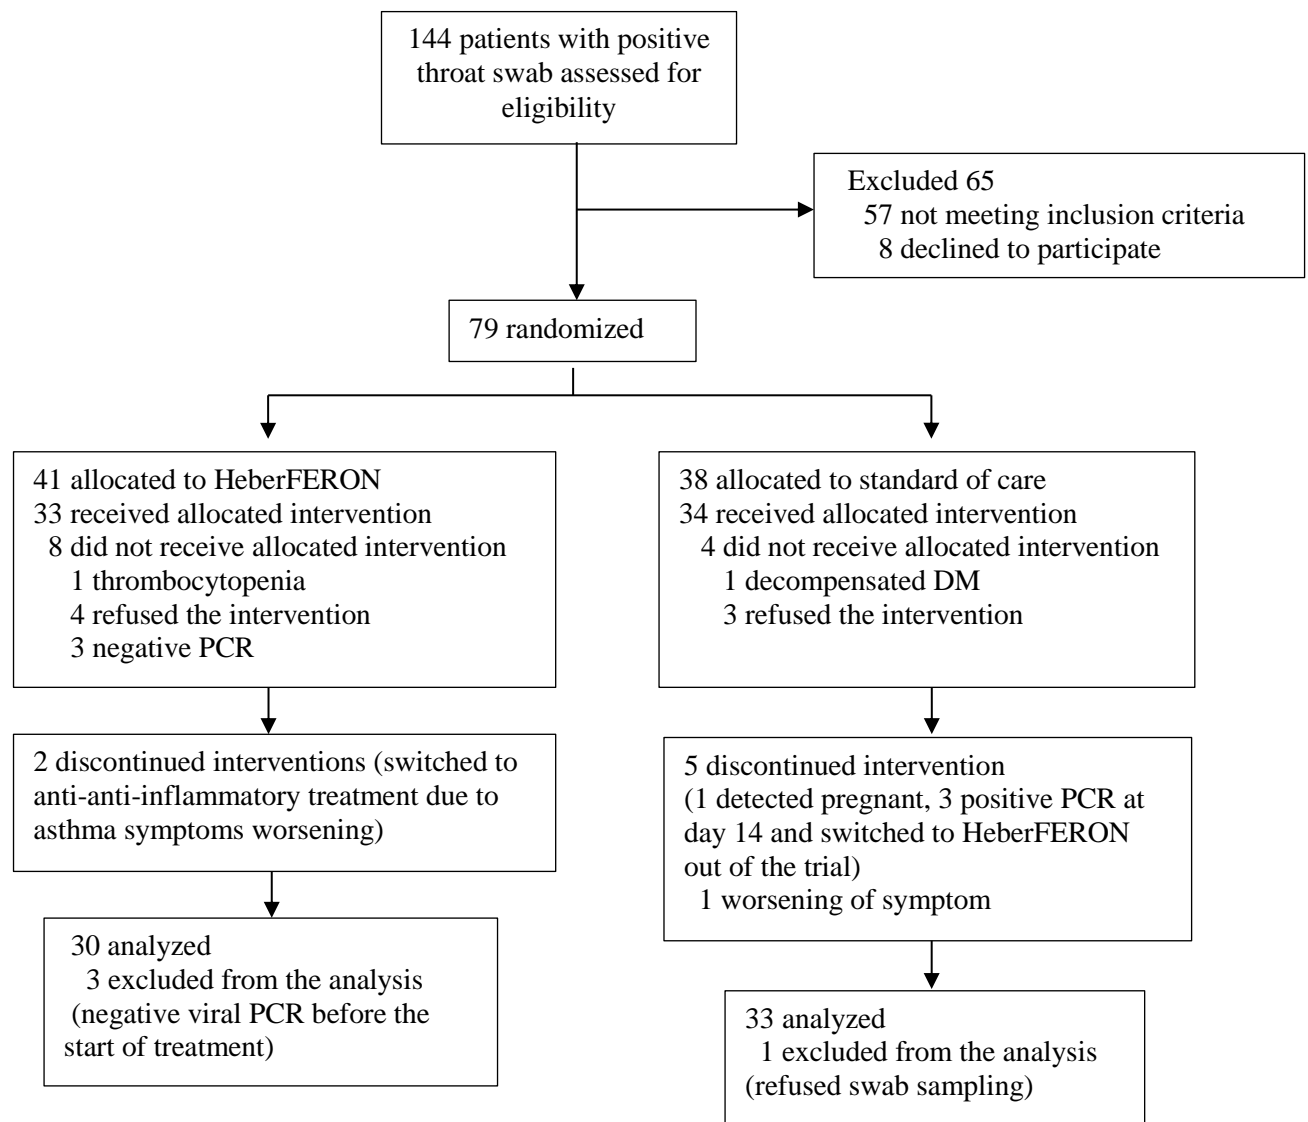 144 patients with positive
throat swab assessed for
eligibility
Excluded 65
57 not meeting inclusion criteria
8 declined to participate
79 randomized
41 allocated to HeberFERON
33 received allocated intervention
8 did not receive allocated intervention
1 thrombocytopenia
4 refused the intervention
3 negative PCR
38 allocated to standard of care
34 received allocated intervention
4 did not receive allocated intervention
1 decompensated DM
3 refused the intervention
2 discontinued interventions (switched to
anti-anti-inflammatory treatment due to
asthma symptoms worsening)
5 discontinued intervention
(1 detected pregnant, 3 positive PCR at
day 14 and switched to HeberFERON
out of the trial)
1 worsening of symptom
30 analyzed
3 excluded from the analysis
(negative viral PCR before the
start of treatment)
33 analyzed
1 excluded from the analysis
(refused swab sampling)